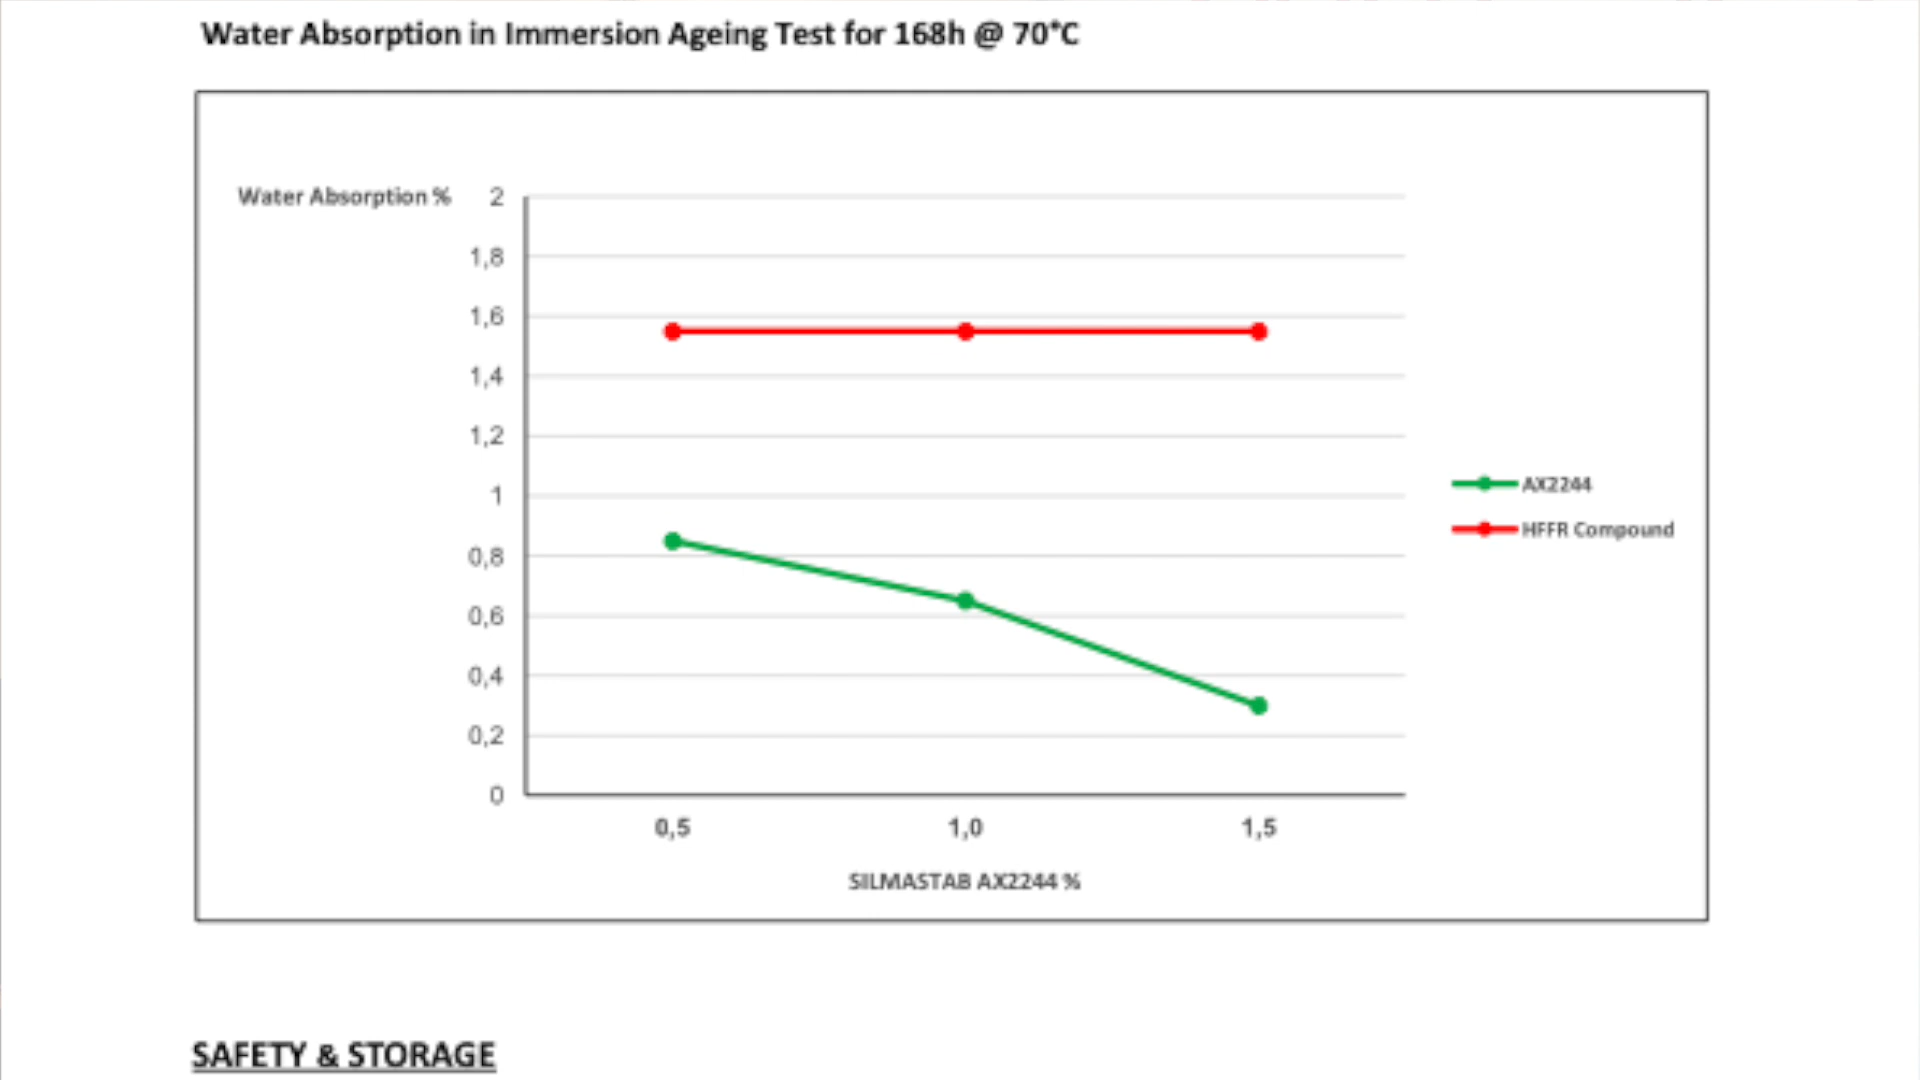 Water Absorption in Immersion Ageing Test for 168h @ 70°C
Water Absorption %
2
1,8
1,6
1,4
1,2
1
0,8
0,6
0,4
0,2
0
0,5 1,0 1,5
SILMASTAB AX2244 %
AX2244
HFFR Compound
SAFETY & STORAGE